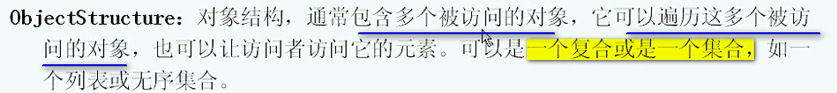 ObjectStructure：对象结构，通常包含多个被访问的对象，它可以遍历这多个被访
问的对象，也可以让访问者访问它的元素。可以是一个复合或是一个集合，如一
个列表或无序集合。